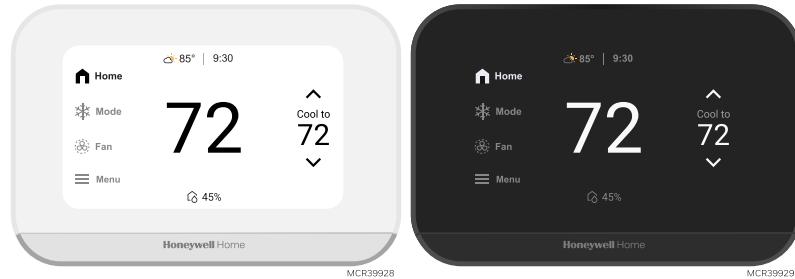 85° | 9:30
Home
Mode
Fan
Menu
72
Cool to
72
45%
Honeywell Home
MCR39928
85° | 9:30
Home
Mode
Fan
Menu
72
Cool to
72
45%
Honeywell Home
MCR39929